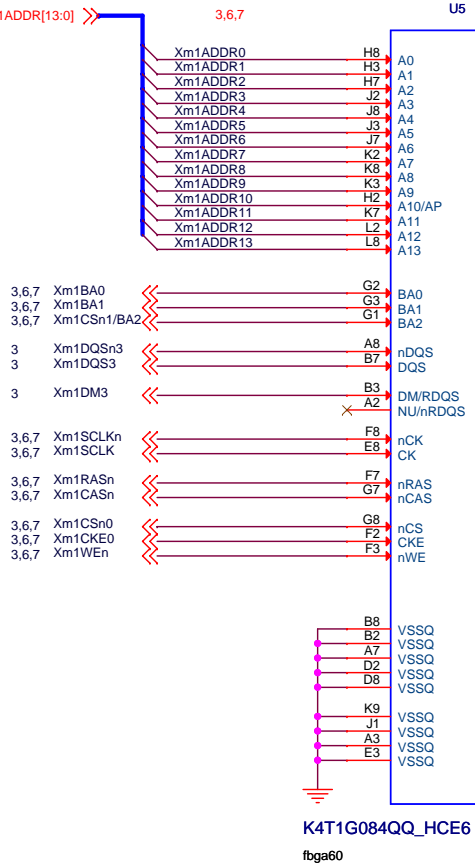 U5
1ADDR[13:0] 3,6,7
Xm1ADDR0 H8 A0
Xm1ADDR1 H3 A1
Xm1ADDR2 H7 A2
Xm1ADDR3 J2 A3
Xm1ADDR4 J8 A4
Xm1ADDR5 J3 A5
Xm1ADDR6 J7 A6
Xm1ADDR7 K2 A7
Xm1ADDR8 K8 A8
Xm1ADDR9 K3 A9
Xm1ADDR10 H2 A10/AP
Xm1ADDR11 K7 A11
Xm1ADDR12 L2 A12
Xm1ADDR13 L8 A13
3,6,7 Xm1BA0 G2 BA0
3,6,7 Xm1BA1 G3 BA1
3,6,7 Xm1CSn1/BA2 G1 BA2
3 Xm1DQSn3 A8 nDQS
3 Xm1DQS3 B7 DQS
3 Xm1DM3 B3 DM/RDQS
A2 NU/nRDQS
3,6,7 Xm1SCLKn F8 nCK
3,6,7 Xm1SCLK E8 CK
3,6,7 Xm1RASn F7 nRAS
3,6,7 Xm1CASn G7 nCAS
3,6,7 Xm1CSn0 G8 nCS
3,6,7 Xm1CKE0 F2 CKE
3,6,7 Xm1WEn F3 nWE
B8 VSSQ
B2 VSSQ
A7 VSSQ
D2 VSSQ
D8 VSSQ
K9 VSSQ
J1 VSSQ
A3 VSSQ
E3 VSSQ
K4T1G084QQ_HCE6
fbga60